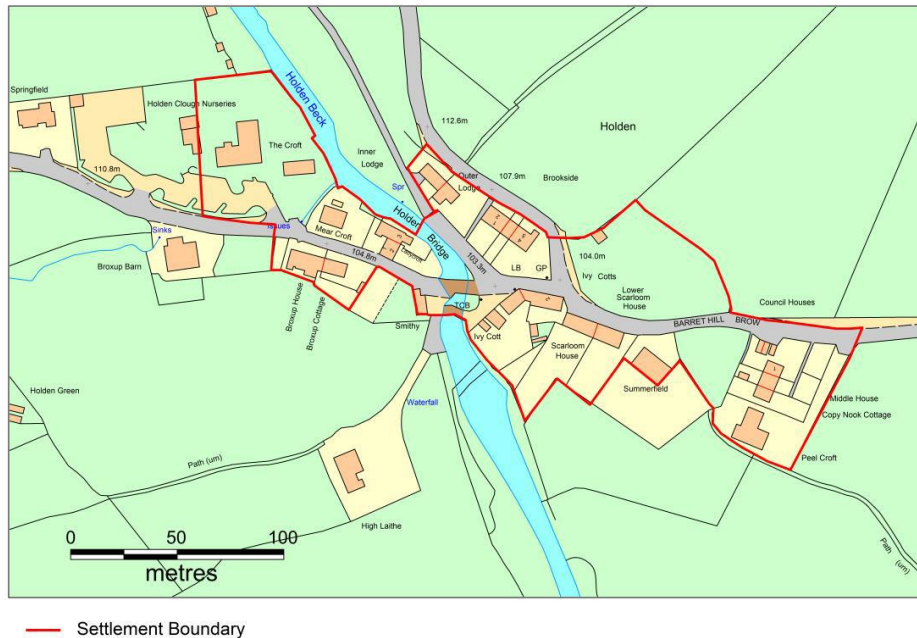 Springfield
Holden Clough Nurseries
Holden Beck
112.6m
Holden
The Croft
Inner
Lodge
110.8m
Outer
Lodge
107.9m
Brookside
Spr
Holden
Bridge
Sinks
Issues
Mear Croft
104.8m
103.3m
LB
GP
104.0m
Ivy Cotts
Lower
Scarloom
House
Council Houses
Broxup Barn
Broxup House
Broxup Cottage
Smithy
TCB
Ivy Cott
Scarloom
House
BARRET HILL BROW
Summerfield
Middle House
Copy Nook Cottage
Peel Croft
Holden Green
Waterfall
Path (um)
High Laithe
Path (um)
0 50 100
metres
Settlement Boundary